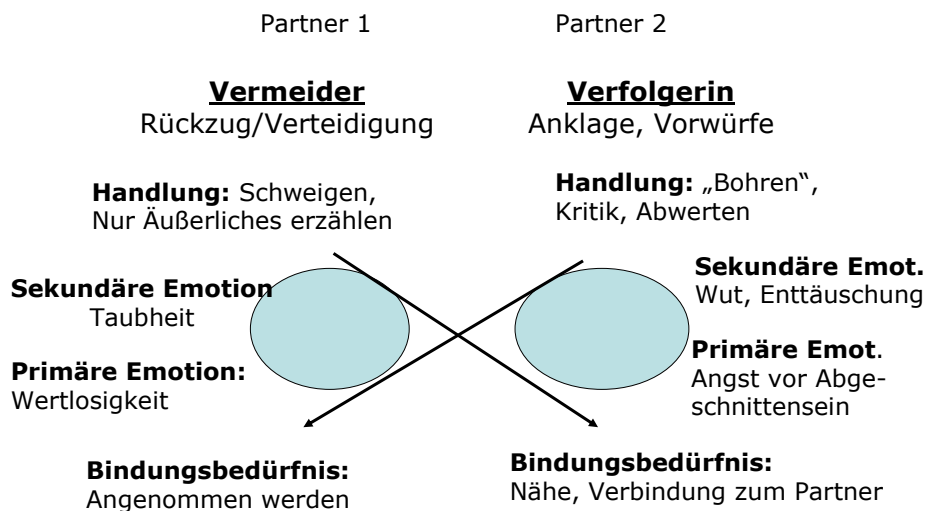 Partner 1
Partner 2
Vermeider
Rückzug/Verteidigung
Verfolgerin
Anklage, Vorwürfe
Handlung: Schweigen,
Nur Äußerliches erzählen
Handlung: „Bohren“,
Kritik, Abwerten
Sekundäre Emotion
Taubheit
Sekundäre Emot.
Wut, Enttäuschung
Primäre Emotion:
Wertlosigkeit
Primäre Emot.
Angst vor Abge-
schnittensein
Bindungsbedürfnis:
Angenommen werden
Bindungsbedürfnis:
Nähe, Verbindung zum Partner